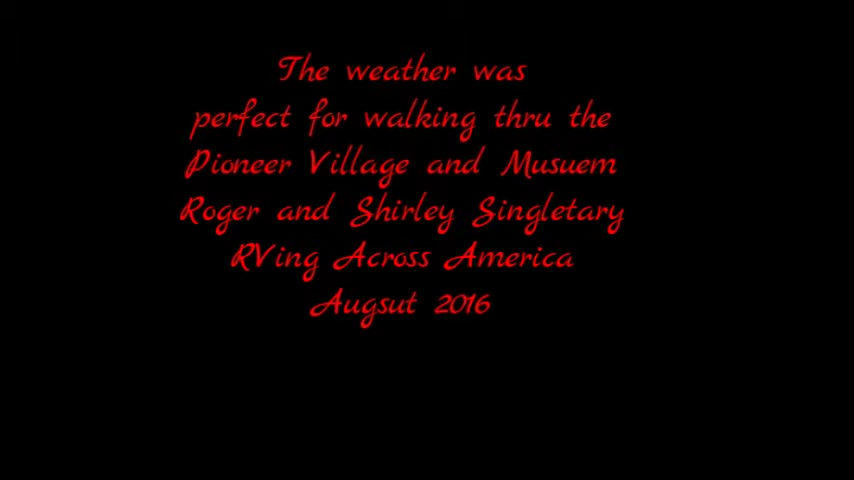 The weather was
perfect for walking thru the
Pioneer Village and Musuem
Roger and Shirley Singletary
RVing Across America
Augsut 2016